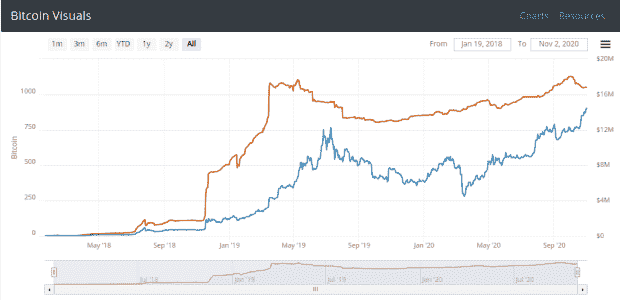 Bitcoin Visuals Charts Resources
1m 3m 6m YTD 1y 2y All From Jan 19, 2018 To Nov 2, 2020
$20M
1000 $16M
750 $12M
Bitcoin
500 $8M
250 $4M
0 $0
May '18 Sep '18 Jan '19 May '19 Sep '19 Jan '20 May '20 Sep '20
Jul '18 Jan '19 Jul '19 Jan '20 Jul '20